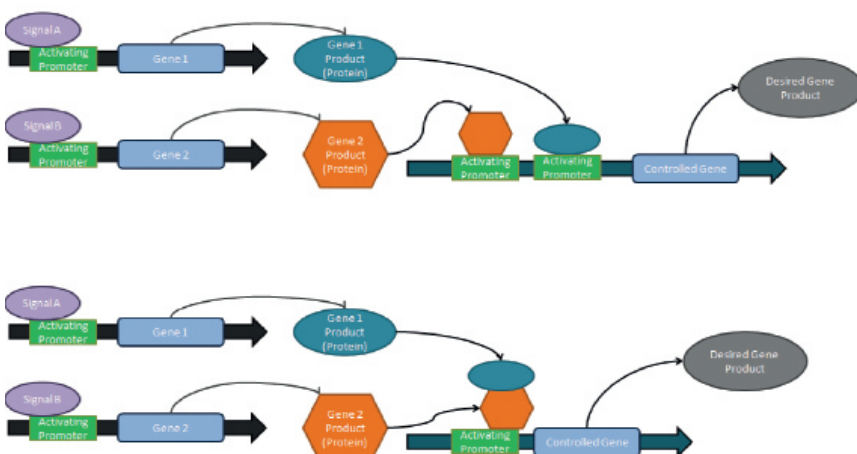 Signal A
Activating
Promoter
Gene 1
Gene 1
Product
(Protein)
Desired Gene
Product
Signal B
Activating
Promoter
Gene 2
Gene 2
Product
(Protein)
Activating
Promoter
Activating
Promoter
Controlled Gene
Signal A
Activating
Promoter
Gene 1
Gene 1
Product
(Protein)
Desired Gene
Product
Signal B
Activating
Promoter
Gene 2
Gene 2
Product
(Protein)
Activating
Promoter
Controlled Gene